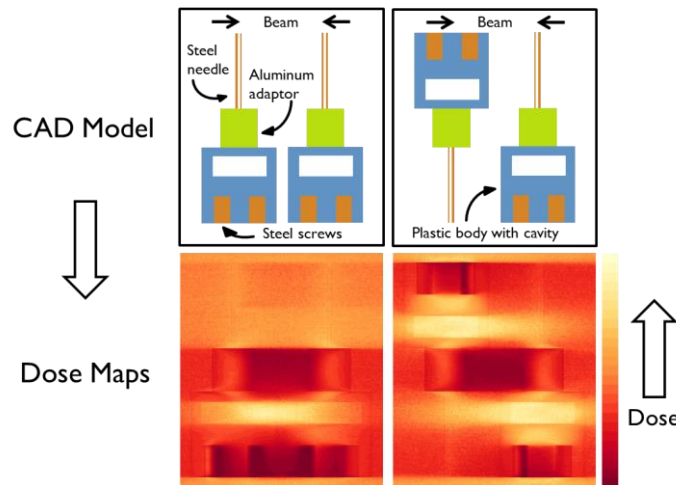 Beam
Beam
Steel
needle
Aluminum
adaptor
CAD Model
Steel screws
Plastic body with cavity
Dose Maps
Dose